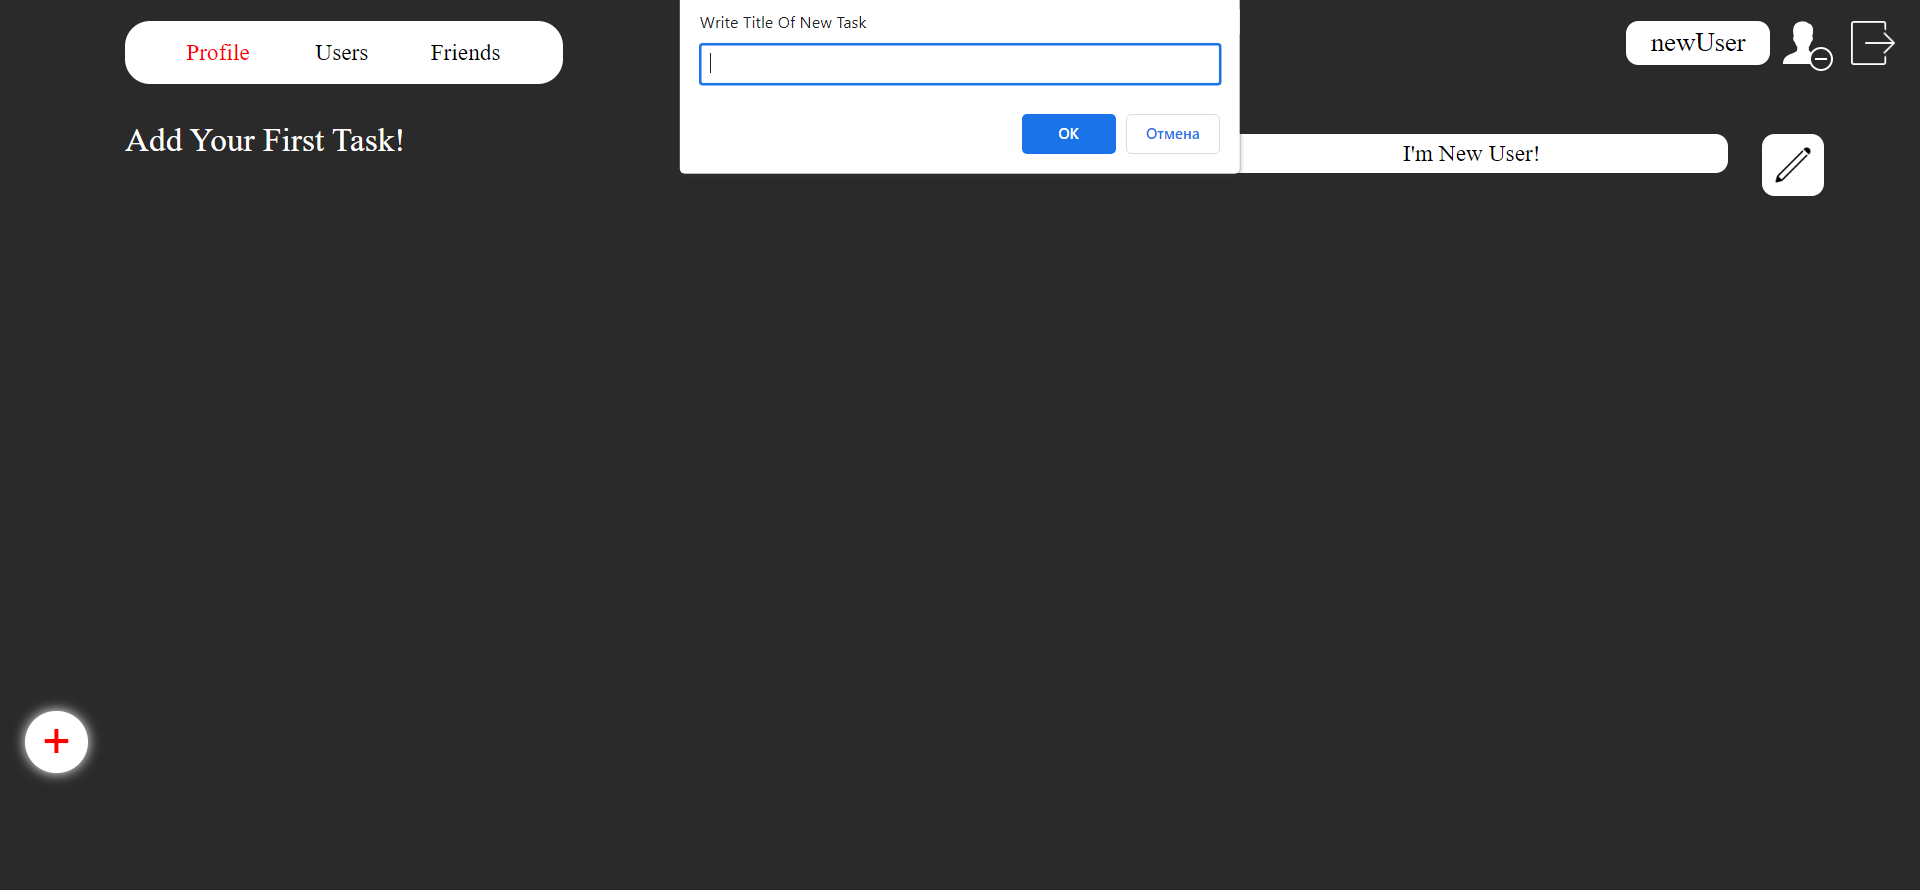 Profile Users Friends
Write Title Of New Task
newUser
OK Отмена
Add Your First Task!
I'm New User!
+